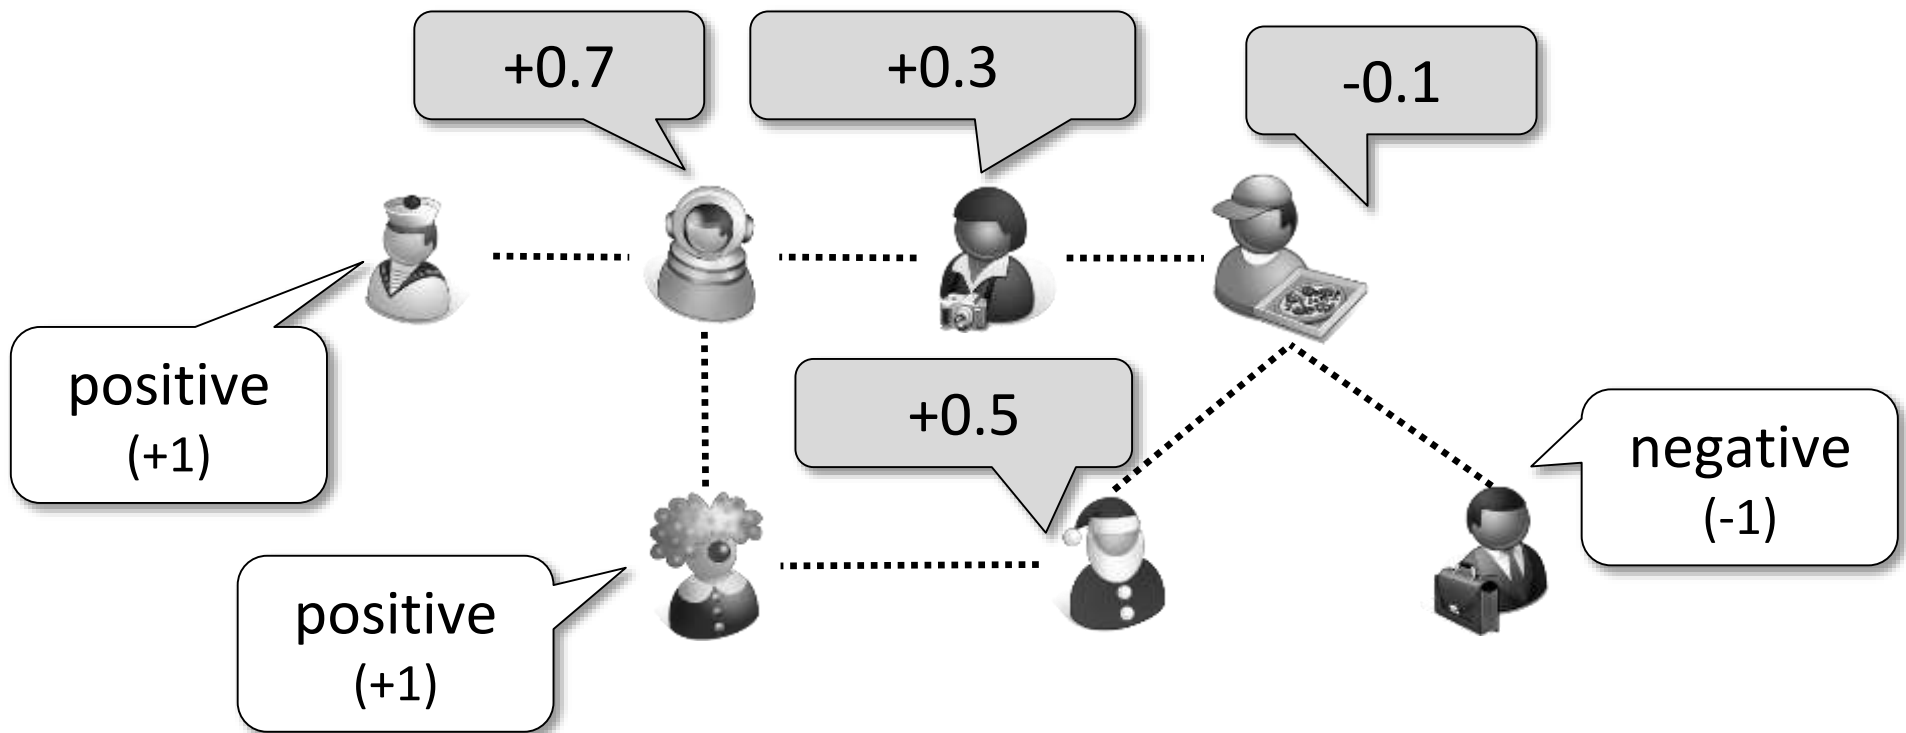 +0.7
+0.3
-0.1
positive
(+1)
+0.5
negative
(-1)
positive
(+1)